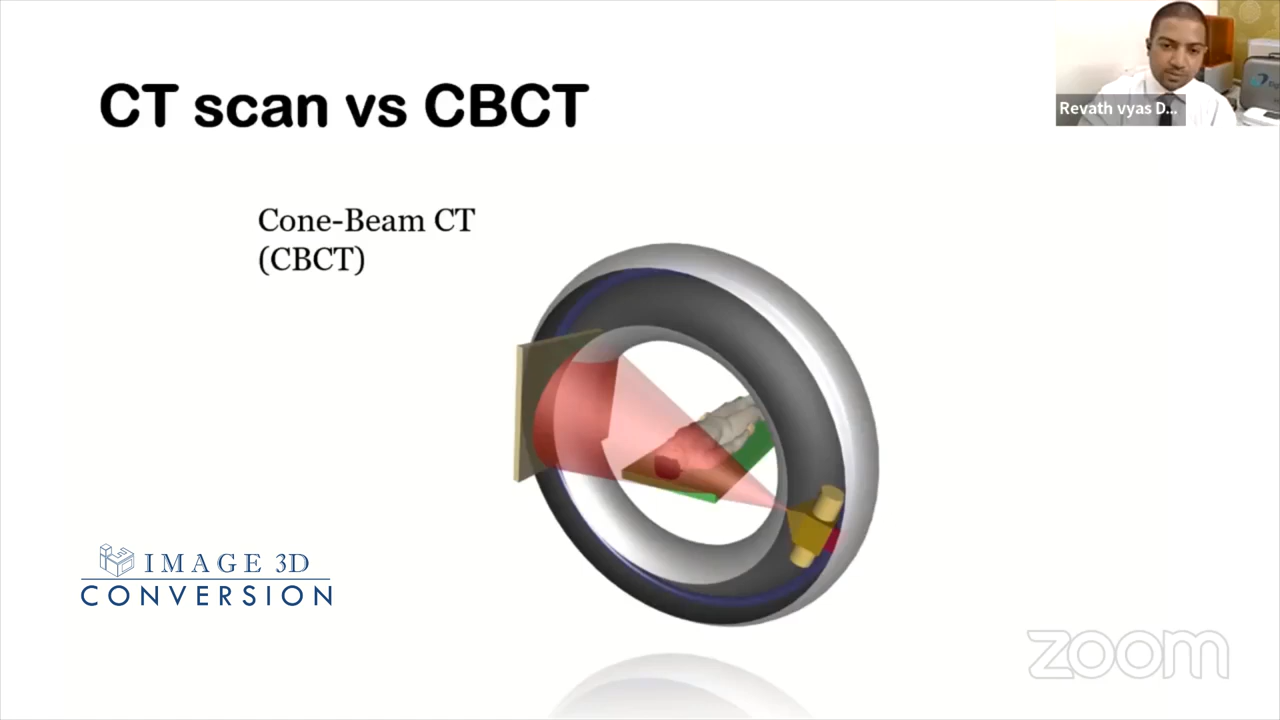 CT scan vs CBCT
Revath vyas D...
Cone-Beam CT
(CBCT)
IMAGE 3D
CONVERSION
zoom